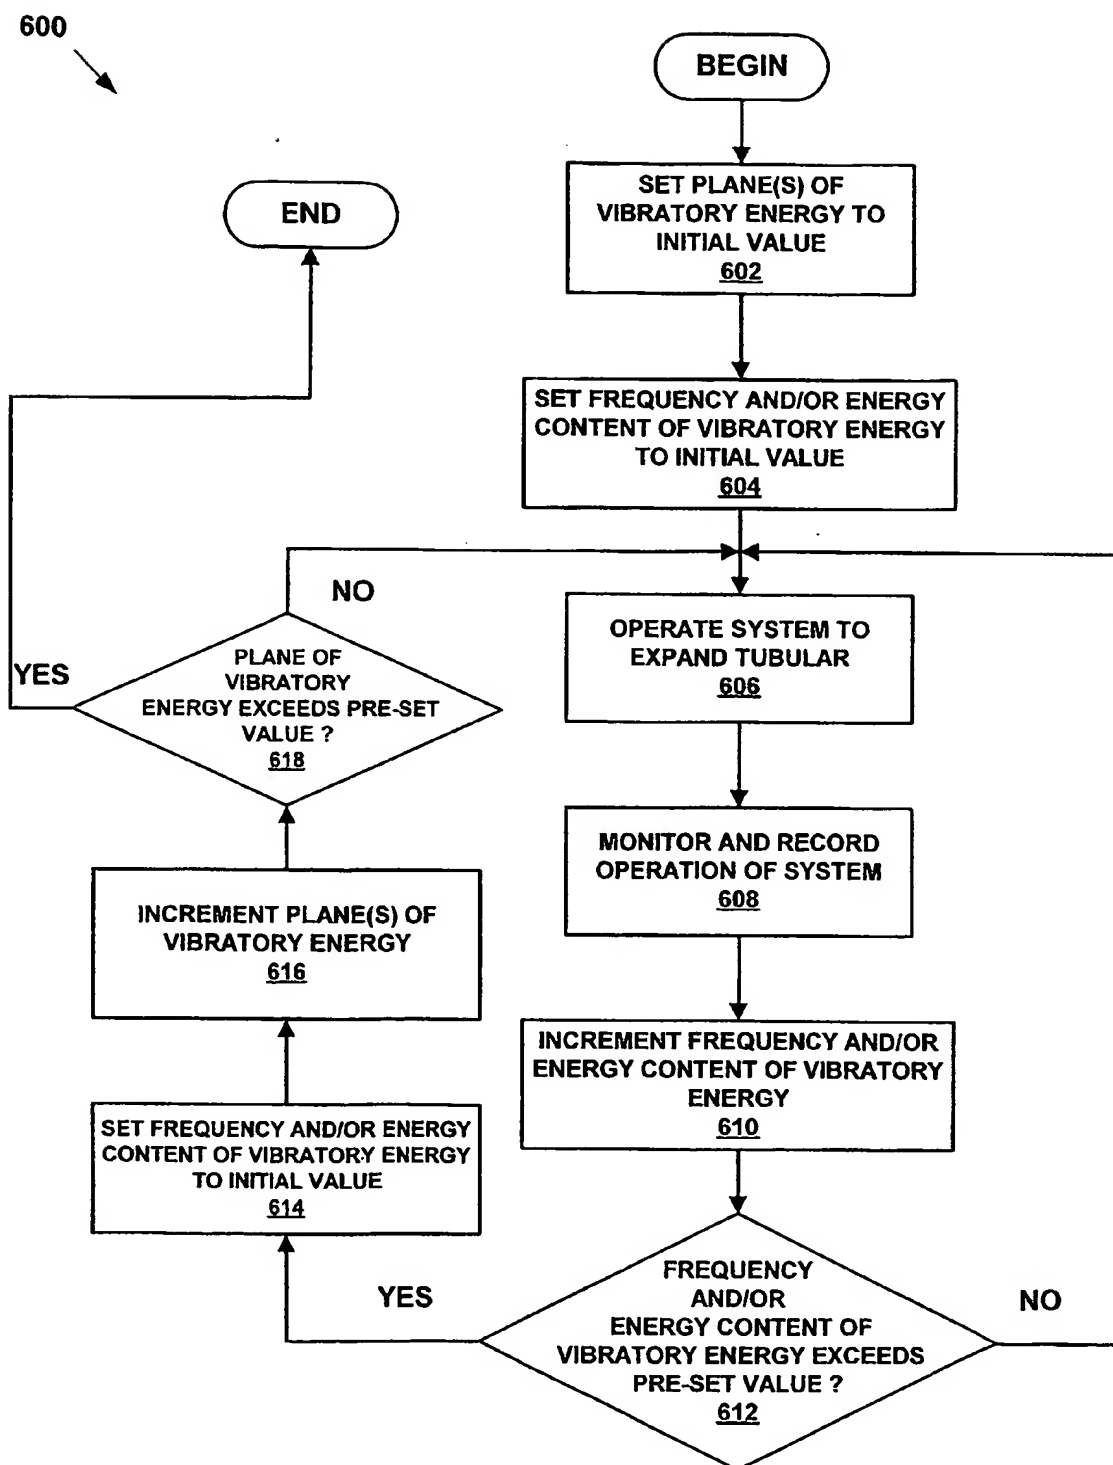 600
BEGIN
SET PLANE(S) OF
VIBRATORY ENERGY TO
INITIAL VALUE
602
END
SET FREQUENCY AND/OR ENERGY
CONTENT OF VIBRATORY ENERGY
TO INITIAL VALUE
604
NO
OPERATE SYSTEM TO
EXPAND TUBULAR
606
YES
PLANE OF
VIBRATORY
ENERGY EXCEEDS PRE-SET
VALUE ?
618
MONITOR AND RECORD
OPERATION OF SYSTEM
608
INCREMENT PLANE(S) OF
VIBRATORY ENERGY
616
INCREMENT FREQUENCY AND/OR
ENERGY CONTENT OF VIBRATORY
ENERGY
610
SET FREQUENCY AND/OR ENERGY
CONTENT OF VIBRATORY ENERGY
TO INITIAL VALUE
614
YES
FREQUENCY
AND/OR
ENERGY CONTENT OF
VIBRATORY ENERGY EXCEEDS
PRE-SET VALUE ?
612
NO